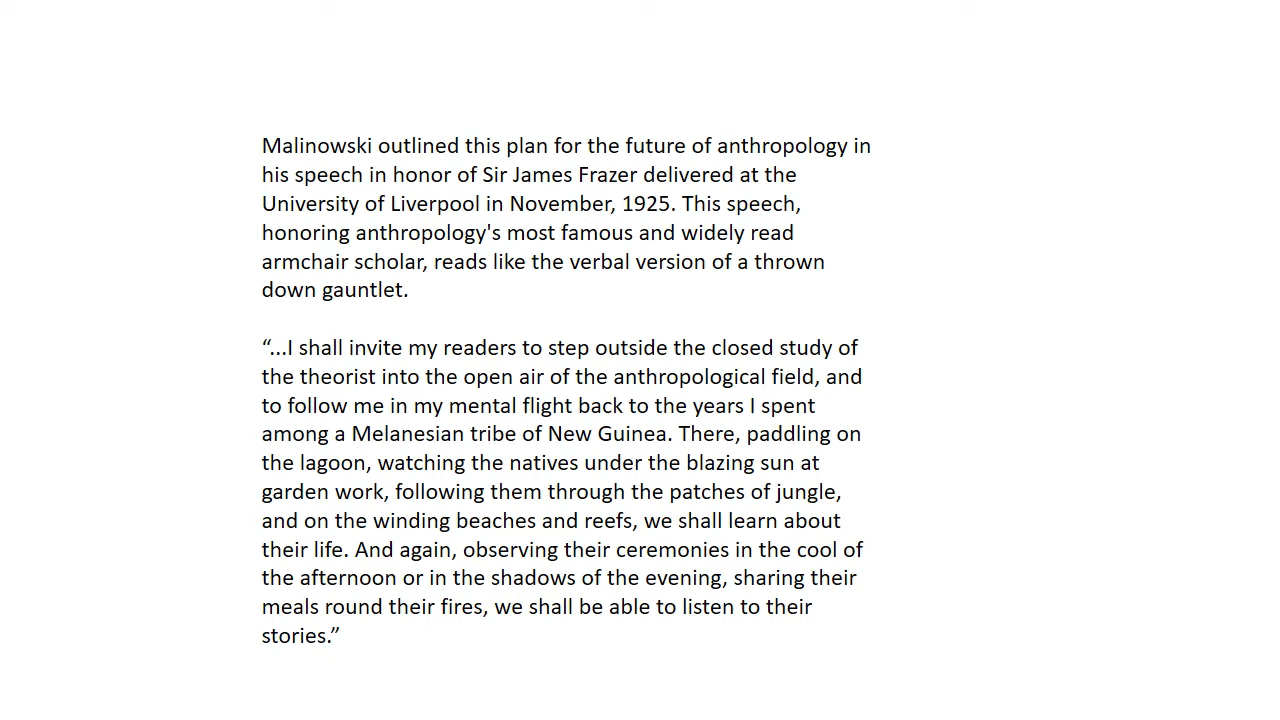 Malinowski outlined this plan for the future of anthropology in
his speech in honor of Sir James Frazer delivered at the
University of Liverpool in November, 1925. This speech,
honoring anthropology's most famous and widely read
armchair scholar, reads like the verbal version of a thrown
down gauntlet.
“...I shall invite my readers to step outside the closed study of
the theorist into the open air of the anthropological field, and
to follow me in my mental flight back to the years I spent
among a Melanesian tribe of New Guinea. There, paddling on
the lagoon, watching the natives under the blazing sun at
garden work, following them through the patches of jungle,
and on the winding beaches and reefs, we shall learn about
their life. And again, observing their ceremonies in the cool of
the afternoon or in the shadows of the evening, sharing their
meals round their fires, we shall be able to listen to their
stories.”